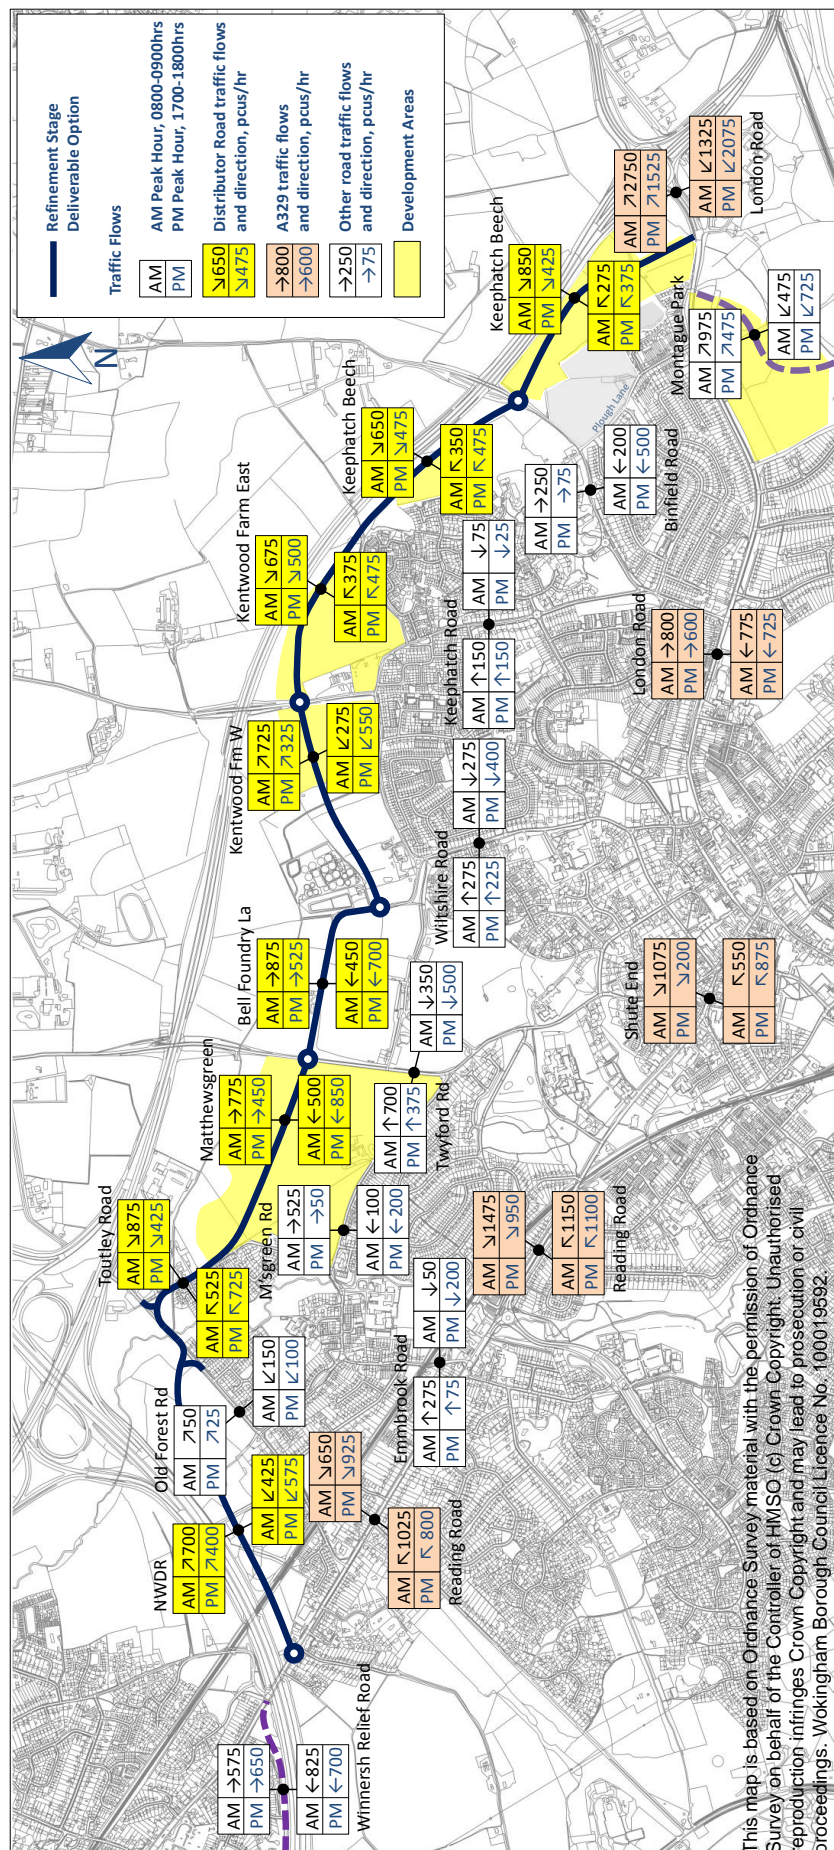 Refinement Stage
Deliverable Option
Traffic Flows
AM
PM
AM Peak Hour, 0800-0900hrs
PM Peak Hour, 1700-1800hrs
↘650
↘475
Distributor Road traffic flows
and direction, pcus/hr
→800
→600
A329 traffic flows
and direction, pcus/hr
→250
→75
Other road traffic flows
and direction, pcus/hr
Development Areas
N
Winnersh Relief Road
AM →575
PM →650
AM ←825
PM ←700
NWDR
AM ↗700
PM ↗400
AM ↙425
PM ↙575
Old Forest Rd
AM ↗50
PM ↗25
AM ↙150
PM ↙100
Reading Road
AM ↘650
PM ↘925
AM ↖1025
PM ↖800
Toutley Road
AM ↘875
PM ↘425
AM ↖525
PM ↖725
M'sgreen Rd
AM →525
PM →50
AM ←100
PM ←200
Emmbrook Road
AM ↑275
PM ↑75
AM ↓50
PM ↓200
Reading Road
AM ↘1475
PM ↘950
AM ↖1150
PM ↖1100
Matthewsgreen
AM →775
PM →450
AM ←500
PM ←850
Twyford Rd
AM ↑700
PM ↑375
AM ↓350
PM ↓500
Bell Foundry La
AM →875
PM →525
AM ←450
PM ←700
Shute End
AM ↘1075
PM ↘200
AM ↖550
PM ↖875
Wiltshire Road
AM ↑275
PM ↑225
AM ↓275
PM ↓400
Kentwood Fm W
AM ↗725
PM ↗325
AM ↙275
PM ↙550
Keephatch Road
AM ↑150
PM ↑150
AM ↓75
PM ↓25
London Road
AM →800
PM →600
AM ←775
PM ←725
Kentwood Farm East
AM ↘675
PM ↘500
AM ↖375
PM ↖475
Keephatch Beech
AM ↘650
PM ↘475
AM ↖350
PM ↖475
Binfield Road
AM →250
PM →75
AM ←200
PM ←500
Plough Lane
Keephatch Beech
AM ↘850
PM ↘425
AM ↖275
PM ↖375
Montague Park
AM ↗975
PM ↗475
AM ↙475
PM ↙725
London Road
AM ↗2750
PM ↗1525
AM ↙1325
PM ↙2075
This map is based on Ordnance Survey material with the permission of Ordnance
Survey on behalf of the Controller of HMSO (c) Crown Copyright. Unauthorised
reproduction infringes Crown Copyright and may lead to prosecution or civil
proceedings. Wokingham Borough Council Licence No. 100019592.